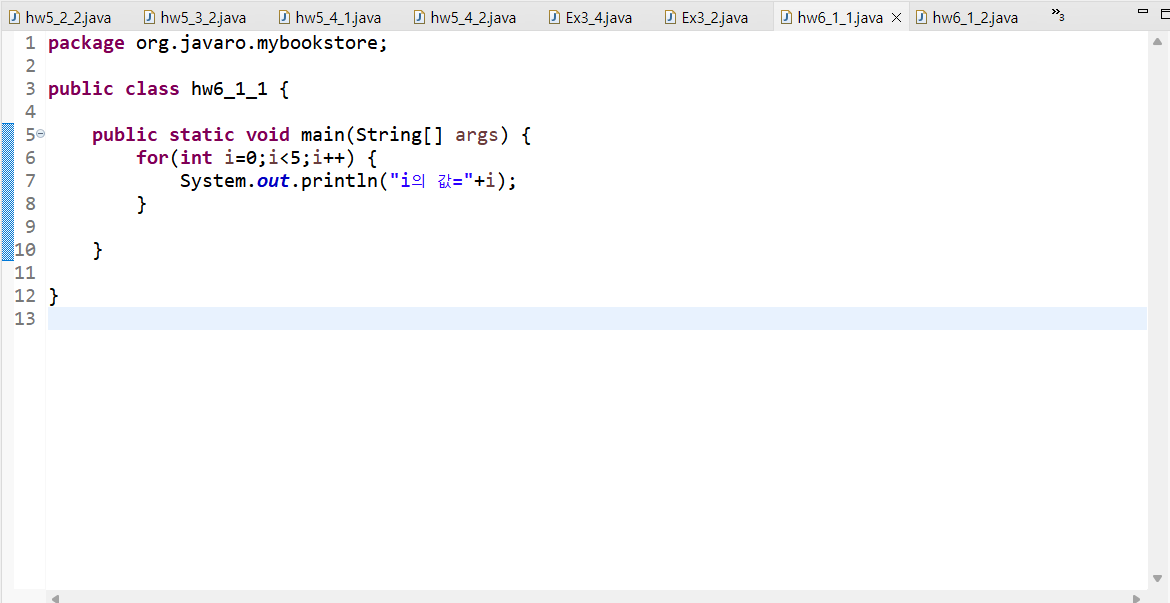 hw5_2_2.java hw5_3_2.java hw5_4_1.java hw5_4_2.java Ex3_4.java Ex3_2.java hw6_1_1.java hw6_1_2.java »3
1 package org.javaro.mybookstore;
2
3 public class hw6_1_1 {
4
5 public static void main(String[] args) {
6 for(int i=0;i<5;i++) {
7 System.out.println("i의 값="+i);
8 }
9
10 }
11
12 }
13